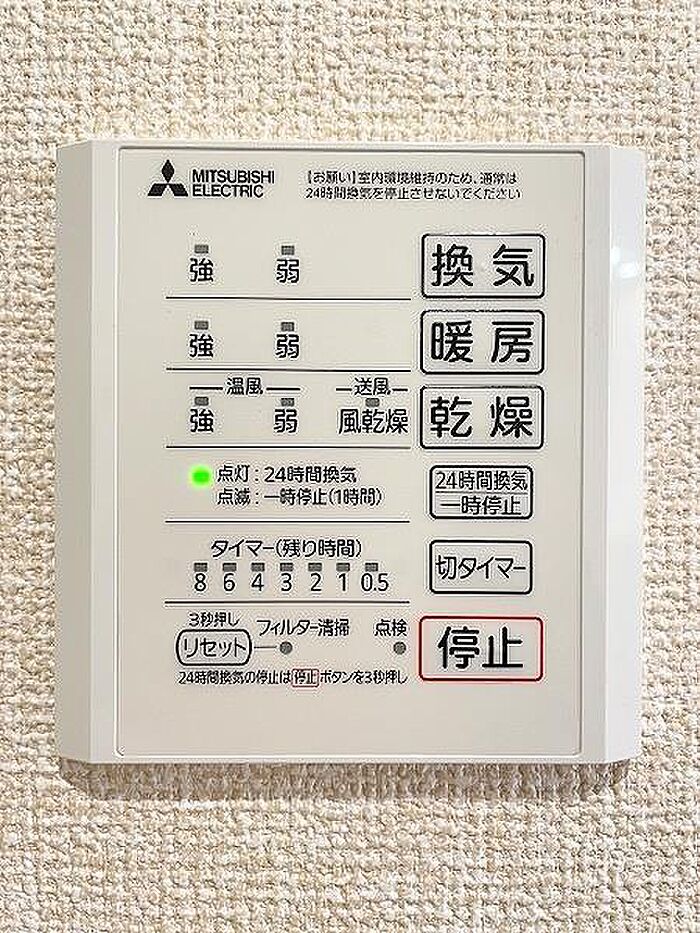 MITSUBISHI
ELECTRIC
【お願い】室内環境維持のため、通常は
24時間換気を停止させないでください
強 弱 換気
強 弱 暖房
温風 送風
強 弱 風乾燥 乾燥
点灯:24時間換気
点滅:一時停止(1時間)
24時間換気
一時停止
タイマー(残り時間)
8 6 4 3 2 1 0.5
切タイマー
3秒押し
リセット フィルター清掃 点検
停止
24時間換気の停止は停止ボタンを3秒押し